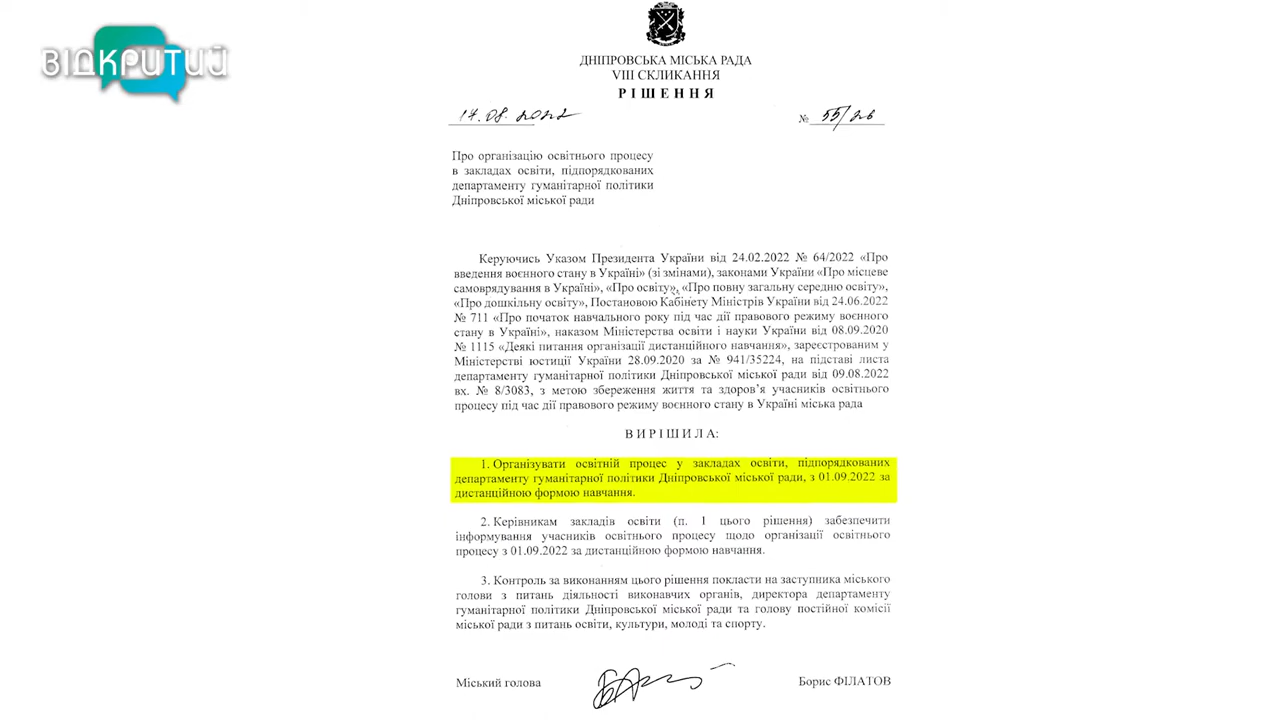 ВІДКРИТИЙ
ДНІПРОВСЬКА МІСЬКА РАДА
VIII СКЛИКАННЯ
РІШЕННЯ
17.08.2022 № 55/26
Про організацію освітнього процесу
в закладах освіти, підпорядкованих
департаменту гуманітарної політики
Дніпровської міської ради
Керуючись Указом Президента України від 24.02.2022 № 64/2022 «Про
введення воєнного стану в Україні» (зі змінами), законами України «Про місцеве
самоврядування в Україні», «Про освіту», «Про повну загальну середню освіту»,
«Про дошкільну освіту», Постановою Кабінету Міністрів України від 24.06.2022
№ 711 «Про початок навчального року під час дії правового режиму воєнного
стану в Україні», наказом Міністерства освіти і науки України від 08.09.2020
№ 1115 «Деякі питання організації дистанційного навчання», зареєстрованим у
Міністерстві юстиції України 28.09.2020 за № 941/35224, на підставі листа
департаменту гуманітарної політики Дніпровської міської ради від 09.08.2022
вх. № 8/3083, з метою збереження життя та здоров’я учасників освітнього
процесу під час дії правового режиму воєнного стану в Україні міська рада
ВИРІШИЛА:
1. Організувати освітній процес у закладах освіти, підпорядкованих
департаменту гуманітарної політики Дніпровської міської ради, з 01.09.2022 за
дистанційною формою навчання.
2. Керівникам закладів освіти (п. 1 цього рішення) забезпечити
інформування учасників освітнього процесу щодо організації освітнього
процесу з 01.09.2022 за дистанційною формою навчання.
3. Контроль за виконанням цього рішення покласти на заступника міського
голови з питань діяльності виконавчих органів, директора департаменту
гуманітарної політики Дніпровської міської ради та голову постійної комісії
міської ради з питань освіти, культури, молоді та спорту.
Міський голова Борис ФІЛАТОВ